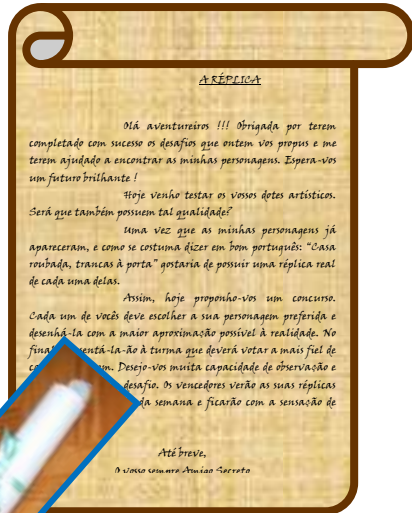 A RÉPLICA
Olá aventureiros !!! Obrigada por terem
completado com sucesso os desafios que ontem vos propus e me
terem ajudado a encontrar as minhas personagens. Espera-vos
um futuro brilhante !
Hoje venho testar os vossos dotes artísticos.
Será que também possuem tal qualidade?
Uma vez que as minhas personagens já
apareceram, e como se costuma dizer em bom português: “Casa
roubada, trancas à porta” gostaria de possuir uma réplica real
de cada uma delas.
Assim, hoje proponho-vos um concurso.
Cada um de vocês deve escolher a sua personagem preferida e
desenhá-la com a maior aproximação possível à realidade. No
final
entá-la-ão à turma que deverá votar a mais fiel de
m. Desejo-vos muita capacidade de observação e
desafio. Os vencedores verão as suas réplicas
da semana e ficarão com a sensação de
Até breve,
O vosso sempre Amigo Secreto